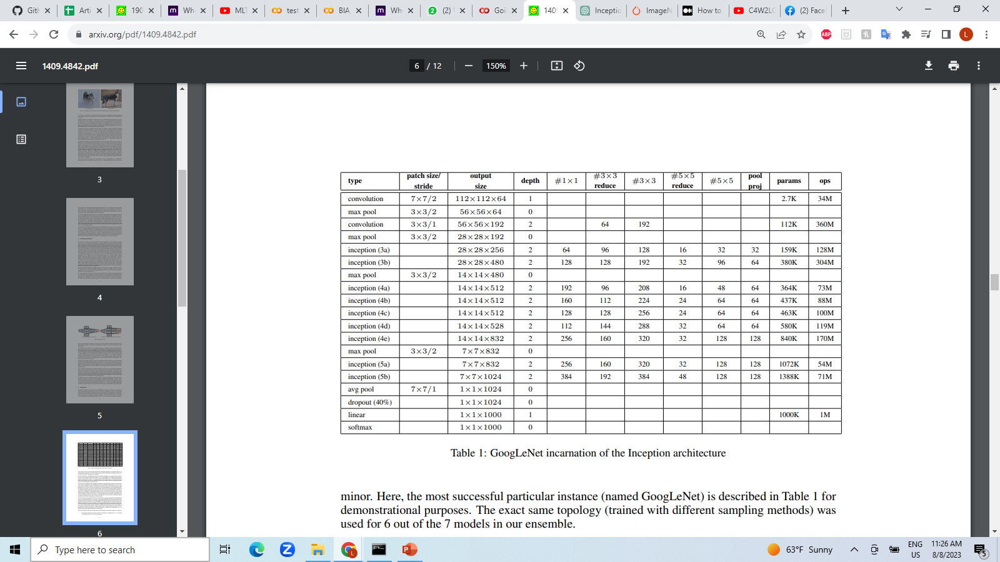 Gith
Arti
190
Whe
MLT
test
BIA_
Whe
(2)
Goi
140
Inceptio
ImageN
How to
C4W2LC
(2) Face
arxiv.org/pdf/1409.4842.pdf
ABP
L
1409.4842.pdf
6 / 12
150%
3
4
5
6
type patch size/ stride output size depth #1×1 #3×3 reduce #3×3 #5×5 reduce #5×5 pool proj params ops
convolution 7×7/2 112×112×64 1 2.7K 34M
max pool 3×3/2 56×56×64 0
convolution 3×3/1 56×56×192 2 64 192 112K 360M
max pool 3×3/2 28×28×192 0
inception (3a) 28×28×256 2 64 96 128 16 32 32 159K 128M
inception (3b) 28×28×480 2 128 128 192 32 96 64 380K 304M
max pool 3×3/2 14×14×480 0
inception (4a) 14×14×512 2 192 96 208 16 48 64 364K 73M
inception (4b) 14×14×512 2 160 112 224 24 64 64 437K 88M
inception (4c) 14×14×512 2 128 128 256 24 64 64 463K 100M
inception (4d) 14×14×528 2 112 144 288 32 64 64 580K 119M
inception (4e) 14×14×832 2 256 160 320 32 128 128 840K 170M
max pool 3×3/2 7×7×832 0
inception (5a) 7×7×832 2 256 160 320 32 128 128 1072K 54M
inception (5b) 7×7×1024 2 384 192 384 48 128 128 1388K 71M
avg pool 7×7/1 1×1×1024 0
dropout (40%) 1×1×1024 0
linear 1×1×1000 1 1000K 1M
softmax 1×1×1000 0
Table 1: GoogLeNet incarnation of the Inception architecture
minor. Here, the most successful particular instance (named GoogLeNet) is described in Table 1 for
demonstrational purposes. The exact same topology (trained with different sampling methods) was
used for 6 out of the 7 models in our ensemble.
Type here to search
63°F Sunny
ENG
US
11:26 AM
8/8/2023
5